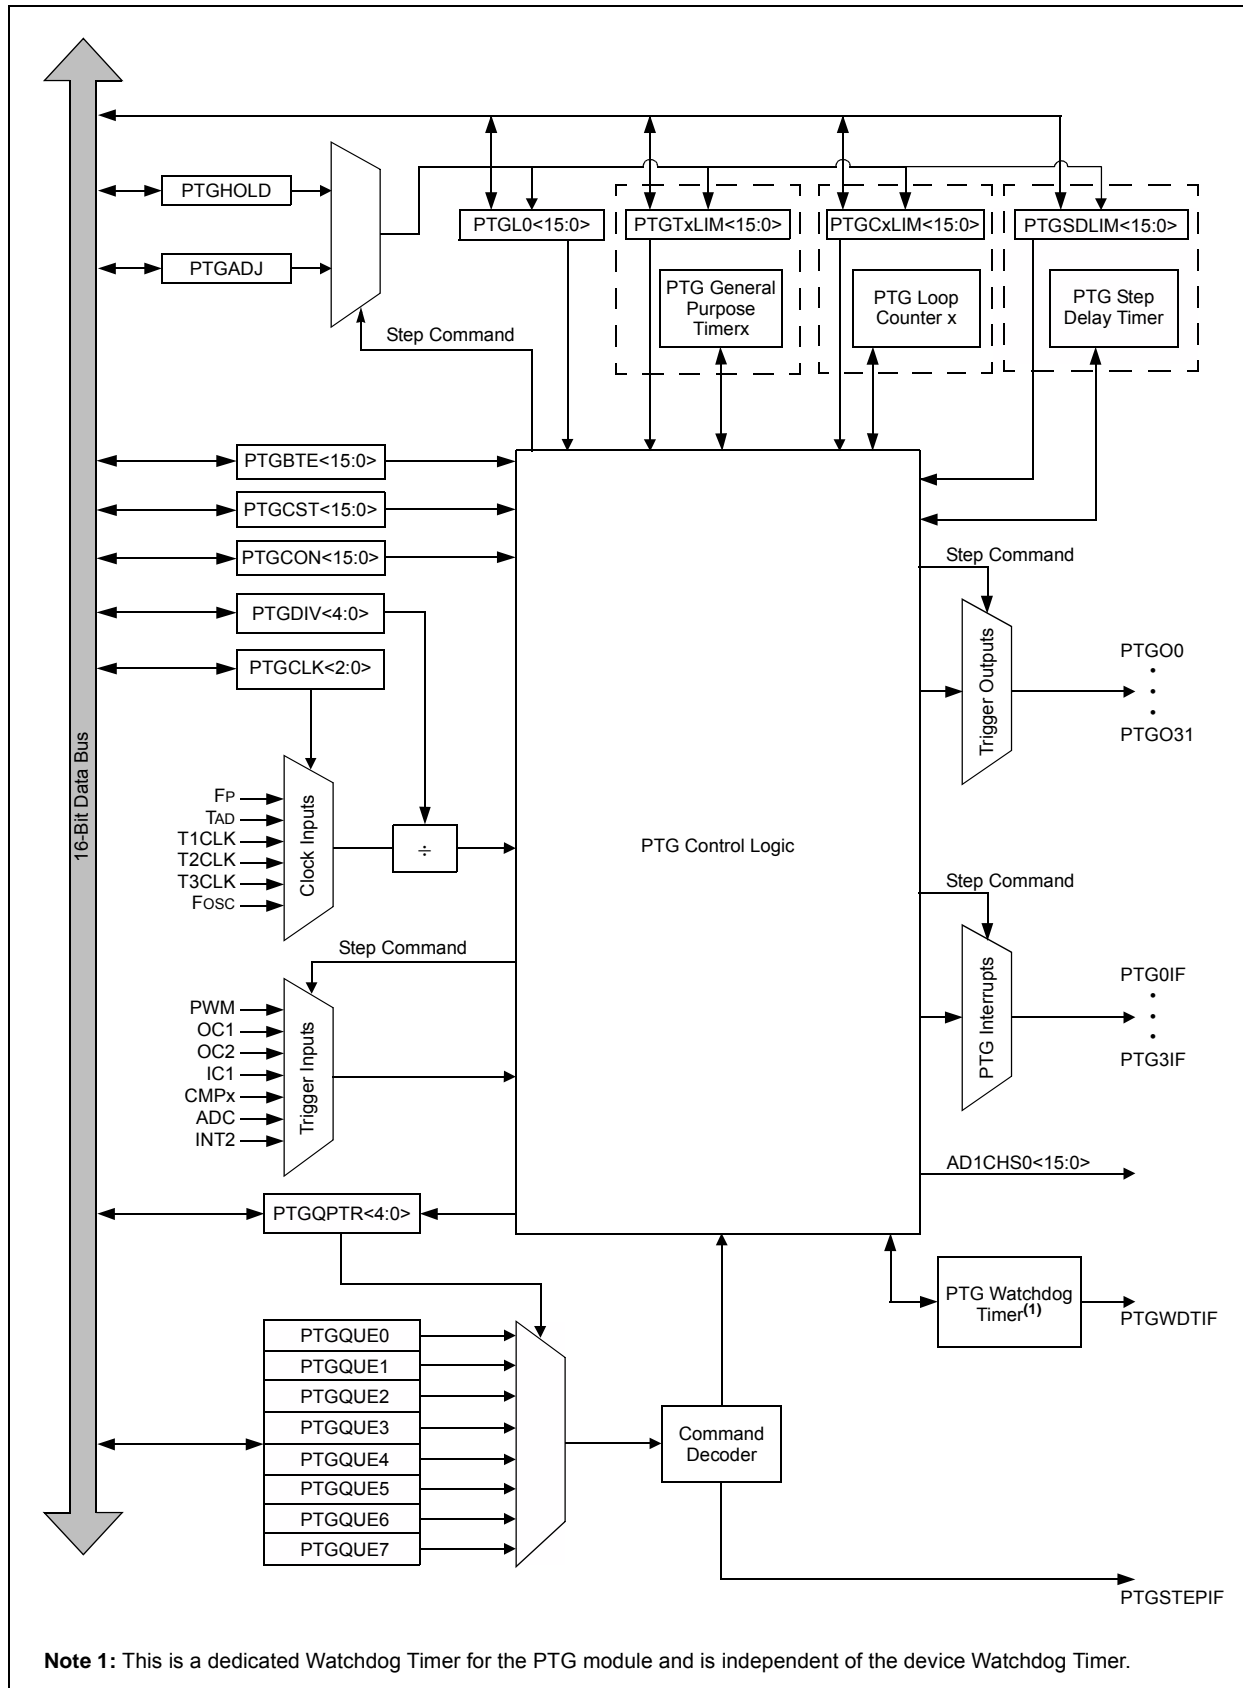 16-Bit Data Bus
PTGHOLD
PTGADJ
PTGL0<15:0>
PTGTxLIM<15:0>
PTGCxLIM<15:0>
PTGSDLIM<15:0>
PTG General
Purpose
Timerx
PTG Loop
Counter x
PTG Step
Delay Timer
Step Command
PTGBTE<15:0>
PTGCST<15:0>
PTGCON<15:0>
PTGDIV<4:0>
PTGCLK<2:0>
Step Command
Trigger Outputs
PTGO0
•
•
•
PTGO31
FP
TAD
T1CLK
T2CLK
T3CLK
FOSC
Clock Inputs
÷
PTG Control Logic
Step Command
PTG Interrupts
PTG0IF
•
•
•
PTG3IF
Step Command
PWM
OC1
OC2
IC1
CMPx
ADC
INT2
Trigger Inputs
AD1CHS0<15:0>
PTGQPTR<4:0>
PTG Watchdog
Timer(1)
PTGWDTIF
PTGQUE0
PTGQUE1
PTGQUE2
PTGQUE3
PTGQUE4
PTGQUE5
PTGQUE6
PTGQUE7
Command
Decoder
PTGSTEPIF
Note 1: This is a dedicated Watchdog Timer for the PTG module and is independent of the device Watchdog Timer.